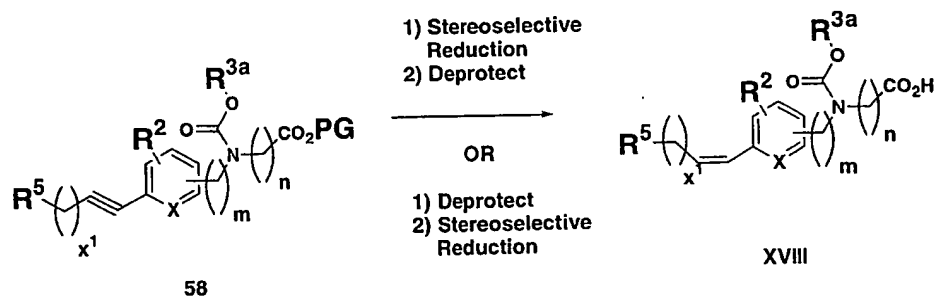 R3a
O
O
R2
N
CO2PG
n
R5
X
m
x1
58
1) Stereoselective
Reduction
2) Deprotect
OR
1) Deprotect
2) Stereoselective
Reduction
R3a
O
O
R2
N
CO2H
n
R5
X
m
x1
XVIII